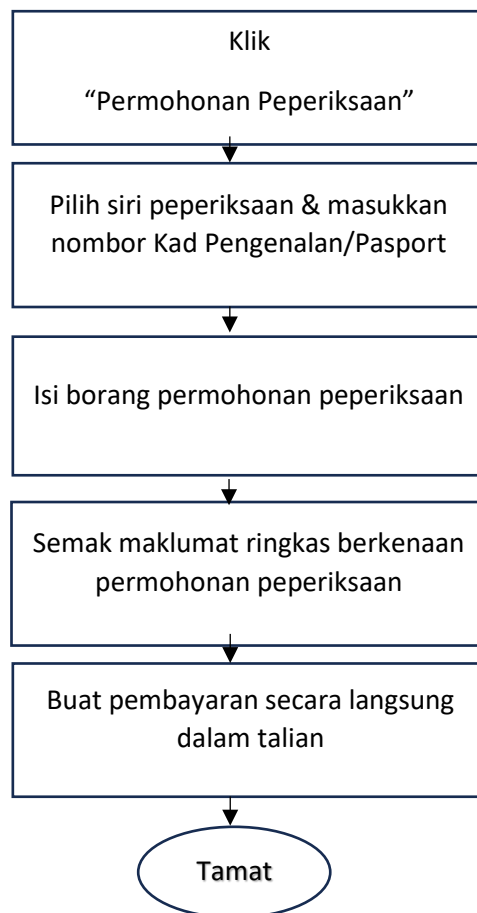 Klik
“Permohonan Peperiksaan”
Pilih siri peperiksaan & masukkan
nombor Kad Pengenalan/Pasport
Isi borang permohonan peperiksaan
Semak maklumat ringkas berkenaan
permohonan peperiksaan
Buat pembayaran secara langsung
dalam talian
Tamat